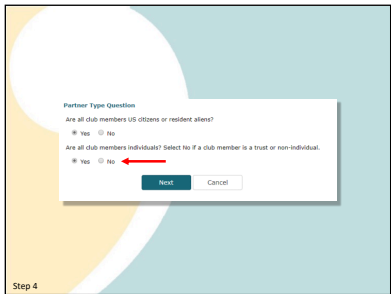 Partner Type Question
Are all club members US citizens or resident aliens?
Yes No
Are all club members individuals? Select No if a club member is a trust or non-individual.
Yes No
Next Cancel
Step 4